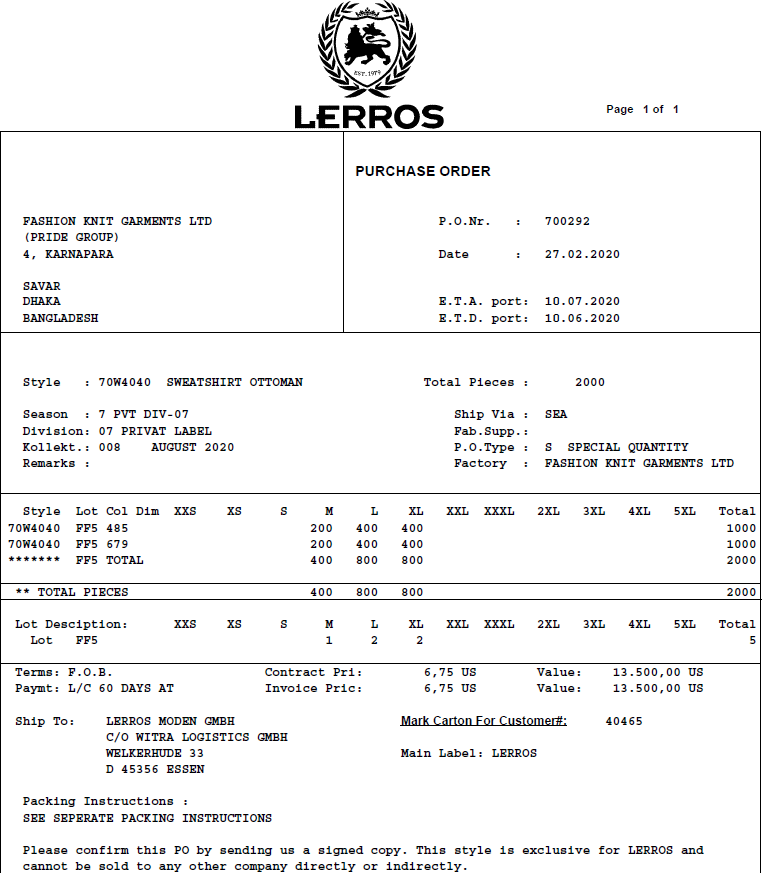 EST. 1979
LERROS
Page 1 of 1
PURCHASE ORDER
FASHION KNIT GARMENTS LTD P.O.Nr. : 700292
(PRIDE GROUP)
4, KARNAPARA Date : 27.02.2020
SAVAR
DHAKA E.T.A. port: 10.07.2020
BANGLADESH E.T.D. port: 10.06.2020
Style : 70W4040 SWEATSHIRT OTTOMAN Total Pieces : 2000
Season : 7 PVT DIV-07 Ship Via : SEA
Division: 07 PRIVAT LABEL Fab.Supp.:
Kollekt.: 008 AUGUST 2020 P.O.Type : S SPECIAL QUANTITY
Remarks : Factory : FASHION KNIT GARMENTS LTD
Style Lot Col Dim XXS XS S M L XL XXL XXXL 2XL 3XL 4XL 5XL Total
70W4040 FF5 485 200 400 400 1000
70W4040 FF5 679 200 400 400 1000
******* FF5 TOTAL 400 800 800 2000
** TOTAL PIECES 400 800 800 2000
Lot Desciption: XXS XS S M L XL XXL XXXL 2XL 3XL 4XL 5XL Total
Lot FF5 1 2 2 5
Terms: F.O.B. Contract Pri: 6,75 US Value: 13.500,00 US
Paymt: L/C 60 DAYS AT Invoice Pric: 6,75 US Value: 13.500,00 US
Ship To: LERROS MODEN GMBH Mark Carton For Customer#: 40465
C/O WITRA LOGISTICS GMBH
WELKERHUDE 33 Main Label: LERROS
D 45356 ESSEN
Packing Instructions :
SEE SEPERATE PACKING INSTRUCTIONS
Please confirm this PO by sending us a signed copy. This style is exclusive for LERROS and
cannot be sold to any other company directly or indirectly.